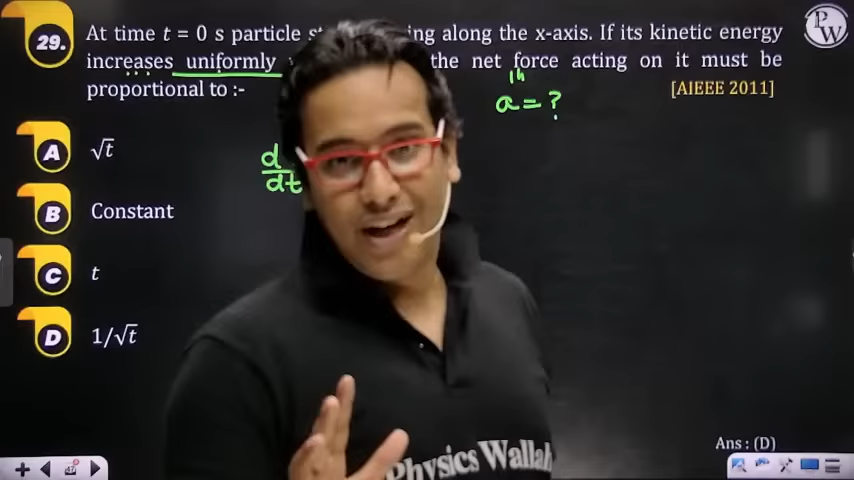 29.
At time t = 0 s particle ing along the x-axis. If its kinetic energy
increases uniformly the net force acting on it must be
proportional to :-
[AIEEE 2011]
a = ?
d
dt
A √t
B Constant
C t
D 1/√t
Ans : (D)
PW
Physics Wallah